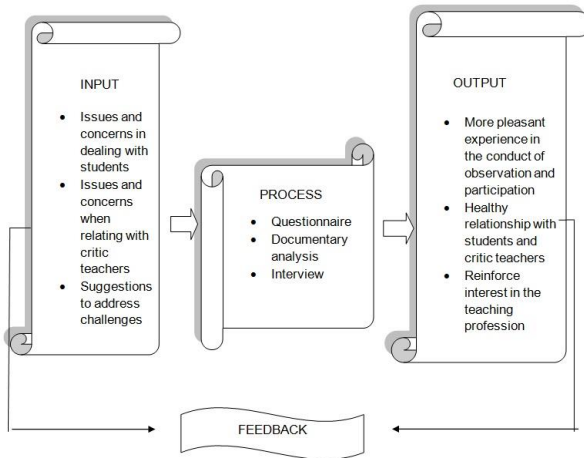 INPUT
• Issues and
concerns in
dealing with
students
• Issues and
concerns
when
relating with
critic
teachers
• Suggestions
to address
challenges
PROCESS
• Questionnaire
• Documentary
analysis
• Interview
OUTPUT
• More pleasant
experience in
the conduct of
observation and
participation
• Healthy
relationship with
students and
critic teachers
• Reinforce
interest in the
teaching
profession
FEEDBACK